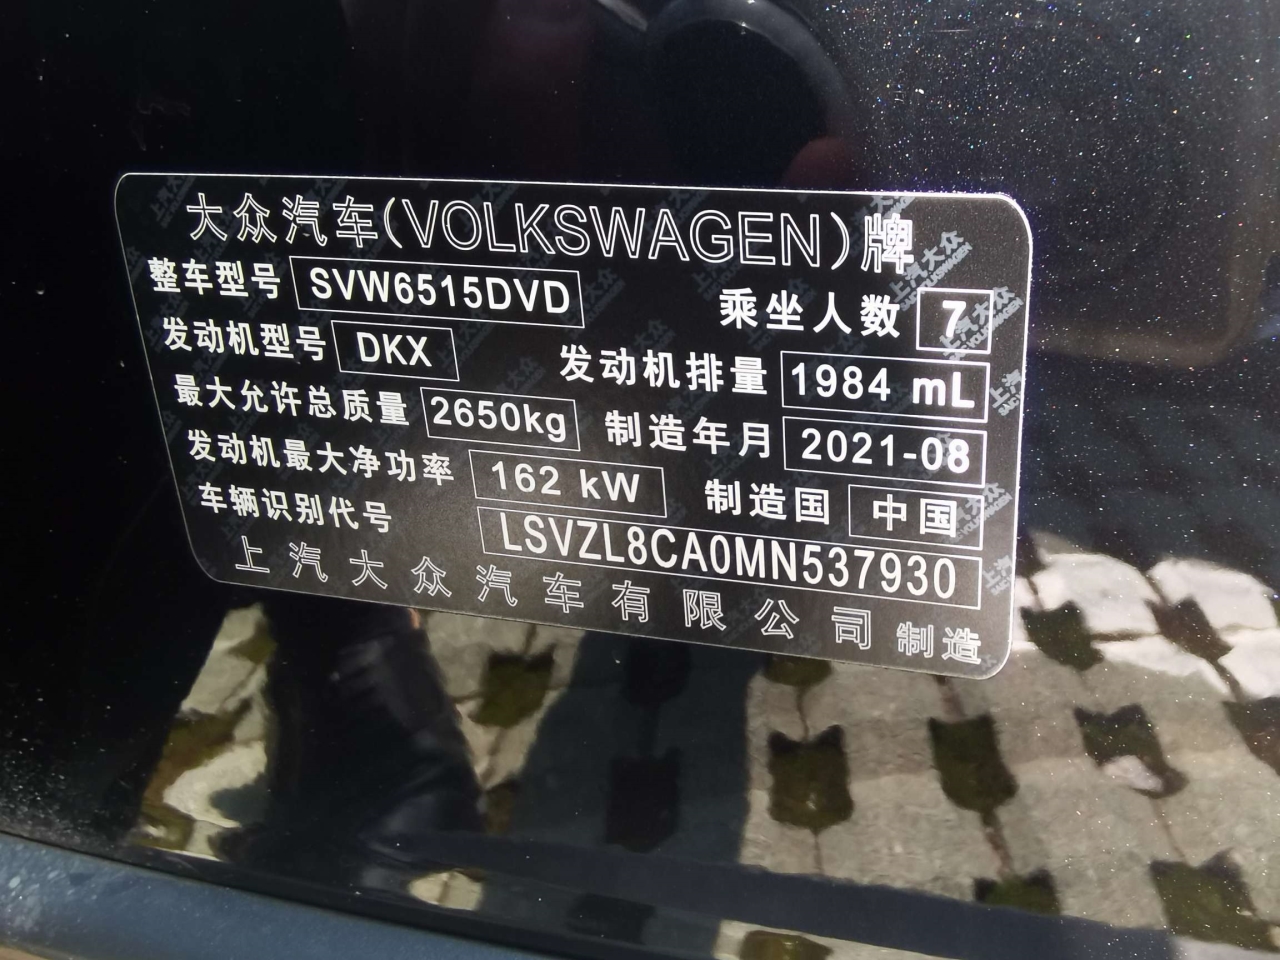 大众汽车(VOLKSWAGEN)牌
整车型号 SVW6515DVD 乘坐人数 7
发动机型号 DKX 发动机排量 1984 mL
最大允许总质量 2650kg 制造年月 2021-08
发动机最大净功率 162 kW 制造国 中国
车辆识别代号 LSVZL8CA0MN537930
上汽大众汽车有限公司制造